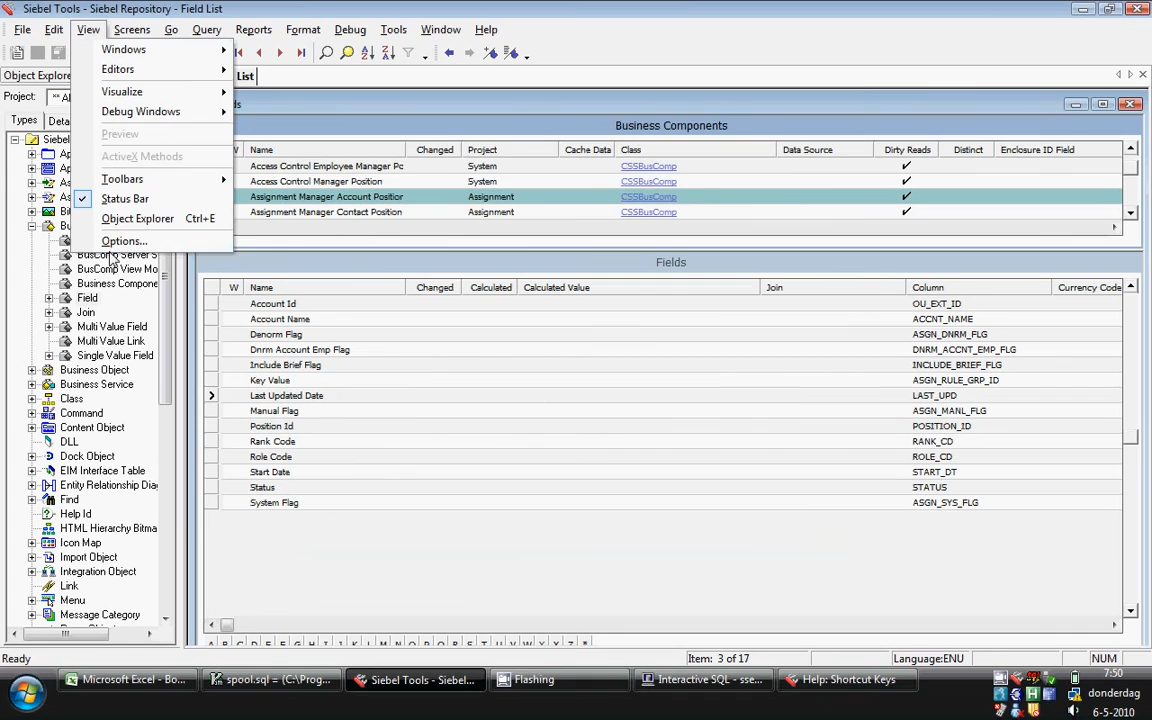 Siebel Tools - Siebel Repository - Field List
File Edit View Screens Go Query Reports Format Debug Tools Window Help
Windows
Editors
Visualize
Debug Windows
Preview
ActiveX Methods
Toolbars
Status Bar
Object Explorer Ctrl+E
Options...
Object Explore
List
Project:
Types
Siebel
BusComp Server S
BusComp View Mo
Business Compone
Field
Join
Multi Value Field
Multi Value Link
Single Value Field
Business Object
Business Service
Class
Command
Content Object
DLL
Dock Object
EIM Interface Table
Entity Relationship Dia
Find
Help Id
HTML Hierarchy Bitma
Icon Map
Import Object
Integration Object
Link
Menu
Message Category
Business Components
W Name Changed Project Cache Data Class Data Source Dirty Reads Distinct Enclosure ID Field
Access Control Employee Manager Pc System CSSBusComp
Access Control Manager Position System CSSBusComp
Assignment Manager Account Position Assignment CSSBusComp
Assignment Manager Contact Position Assignment CSSBusComp
Fields
W Name Changed Calculated Calculated Value Join Column Currency Code
Account Id OU_EXT_ID
Account Name ACCNT_NAME
Denorm Flag ASGN_DNRM_FLG
Dnrm Account Emp Flag DNRM_ACCNT_EMP_FLG
Include Brief Flag INCLUDE_BRIEF_FLG
Key Value ASGN_RULE_GRP_ID
Last Updated Date LAST_UPD
Manual Flag ASGN_MANL_FLG
Position Id POSITION_ID
Rank Code RANK_CD
Role Code ROLE_CD
Start Date START_DT
Status STATUS
System Flag ASGN_SYS_FLG
Ready Item: 3 of 17 Language:ENU NUM
Microsoft Excel - Bo... spool.sql = (C:\Prog... Siebel Tools - Siebel... Flashing Interactive SQL - sse... Help: Shortcut Keys
7:50
donderdag
6-5-2010